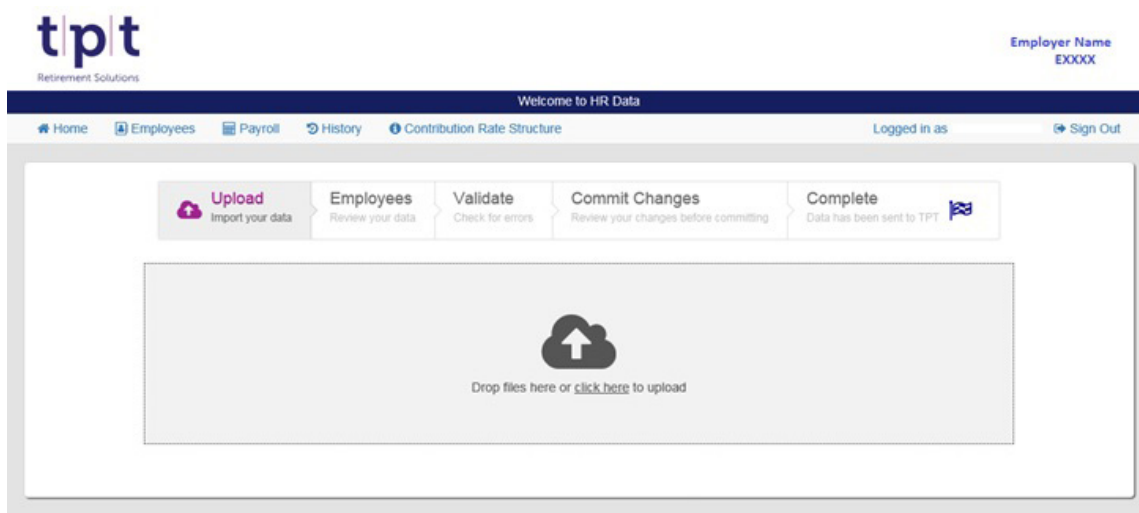 t|p|t
Retirement Solutions
Employer Name
EXXXX
Welcome to HR Data
Home Employees Payroll History Contribution Rate Structure Logged in as Sign Out
Upload Employees Validate Commit Changes Complete
Import your data Review your data Check for errors Review your changes before committing Data has been sent to TPT
Drop files here or click here to upload